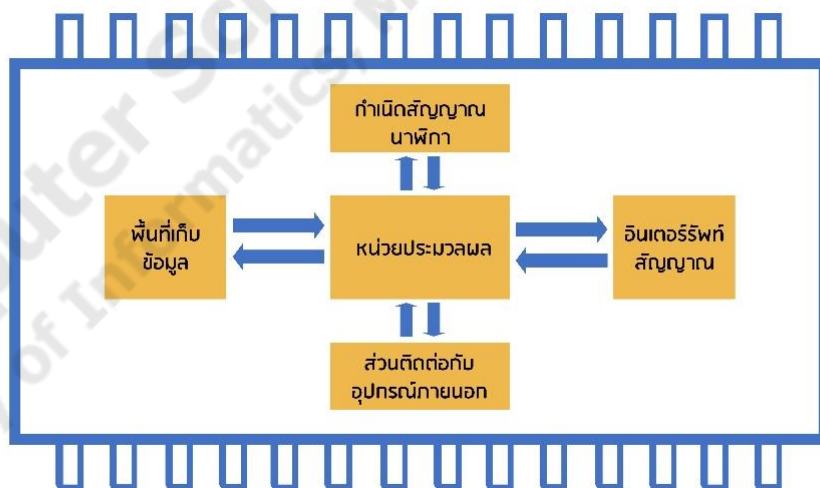 กำเนิดสัญญาณ
นาฬิกา
พื้นที่เก็บ
ข้อมูล
หน่วยประมวลผล
อินเตอร์รัพท์
สัญญาณ
ส่วนติดต่อกับ
อุปกรณ์ภายนอก